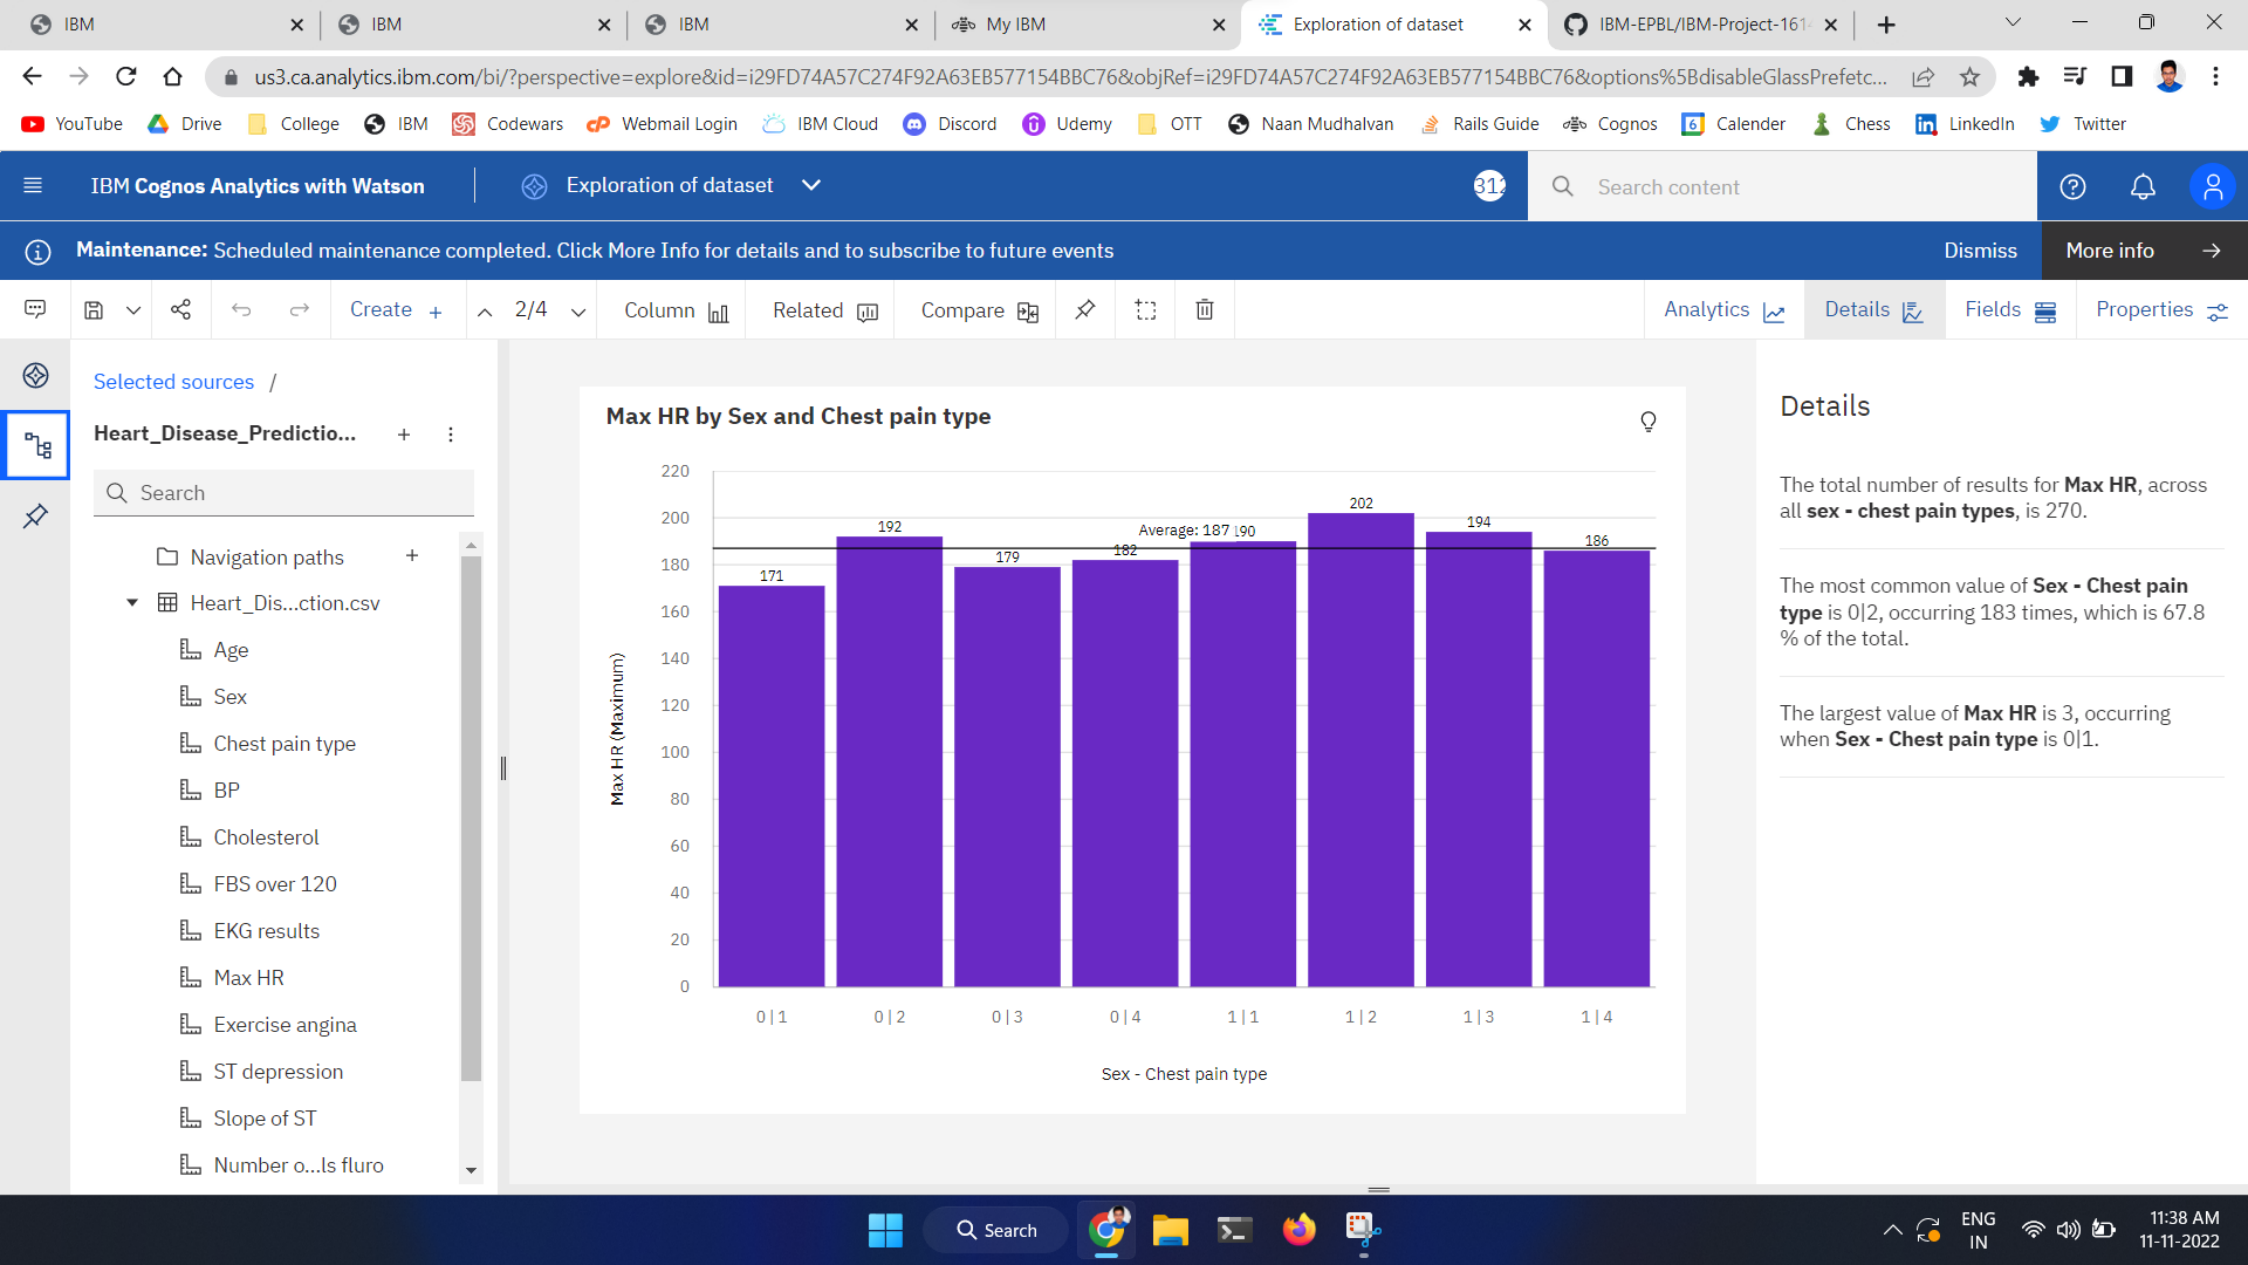 IBM
IBM
IBM
My IBM
Exploration of dataset
IBM-EPBL/IBM-Project-161
us3.ca.analytics.ibm.com/bi/?perspective=explore&id=i29FD74A57C274F92A63EB577154BBC76&objRef=i29FD74A57C274F92A63EB577154BBC76&options%5BdisableGlassPrefetc...
YouTube Drive College IBM Codewars Webmail Login IBM Cloud Discord Udemy OTT Naan Mudhalvan Rails Guide Cognos Calender Chess LinkedIn Twitter
IBM Cognos Analytics with Watson
Exploration of dataset
312
Search content
Maintenance: Scheduled maintenance completed. Click More Info for details and to subscribe to future events
Dismiss
More info
Create
2/4
Column
Related
Compare
Analytics
Details
Fields
Properties
Selected sources /
Heart_Disease_Predictio...
Search
Navigation paths
Heart_Dis...ction.csv
Age
Sex
Chest pain type
BP
Cholesterol
FBS over 120
EKG results
Max HR
Exercise angina
ST depression
Slope of ST
Number o...ls fluro
Max HR by Sex and Chest pain type
Max HR (Maximum)
220
200
180
160
140
120
100
80
60
40
20
0
171
192
179
182
Average: 187
190
202
194
186
0|1
0|2
0|3
0|4
1|1
1|2
1|3
1|4
Sex - Chest pain type
Details
The total number of results for Max HR, across
all sex - chest pain types, is 270.
The most common value of Sex - Chest pain
type is 0|2, occurring 183 times, which is 67.8
% of the total.
The largest value of Max HR is 3, occurring
when Sex - Chest pain type is 0|1.
Search
ENG
IN
11:38 AM
11-11-2022